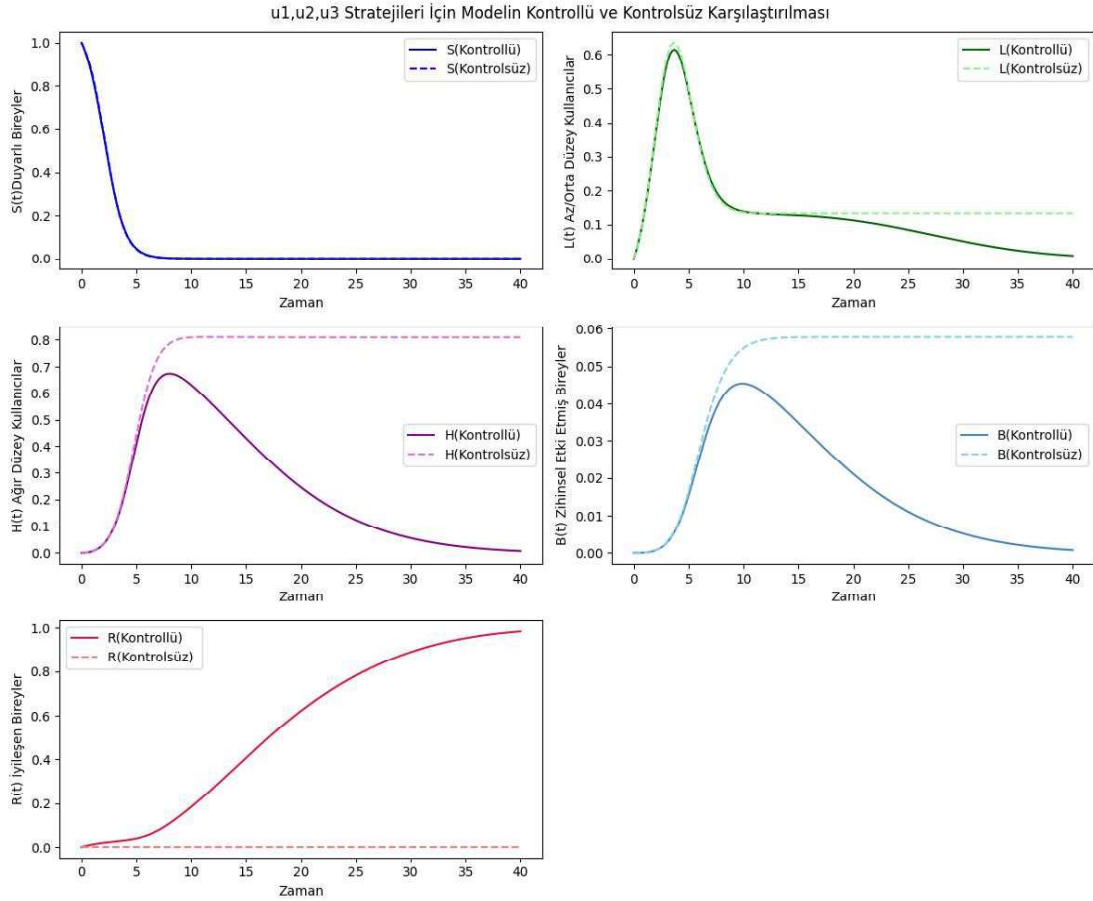 u1,u2,u3 Stratejileri İçin Modelin Kontrollü ve Kontrolsüz Karşılaştırılması
S(t)Duyarlı Bireyler
1.0
0.8
0.6
0.4
0.2
0.0
S(Kontrollü)
S(Kontrolsüz)
0 5 10 15 20 25 30 35 40
Zaman
L(t) Az/Orta Düzey Kullanıcılar
0.6
0.5
0.4
0.3
0.2
0.1
0.0
L(Kontrollü)
L(Kontrolsüz)
0 5 10 15 20 25 30 35 40
Zaman
H(t) Ağır Düzey Kullanıcılar
0.8
0.7
0.6
0.5
0.4
0.3
0.2
0.1
0.0
H(Kontrollü)
H(Kontrolsüz)
0 5 10 15 20 25 30 35 40
Zaman
B(t) Zihinsel Etki Etmiş Bireyler
0.06
0.05
0.04
0.03
0.02
0.01
0.00
B(Kontrollü)
B(Kontrolsüz)
0 5 10 15 20 25 30 35 40
Zaman
R(t) İyileşen Bireyler
1.0
0.8
0.6
0.4
0.2
0.0
R(Kontrollü)
R(Kontrolsüz)
0 5 10 15 20 25 30 35 40
Zaman